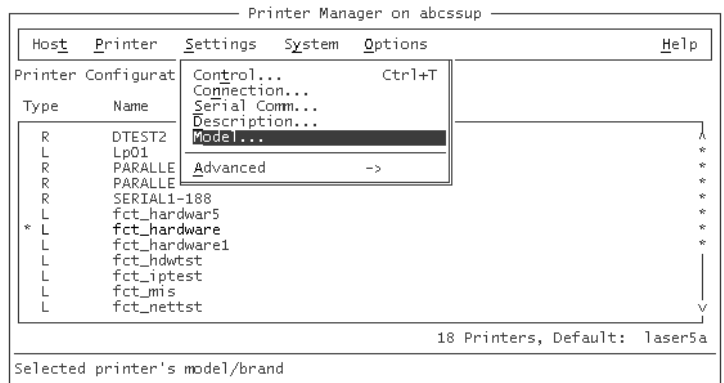 Printer Manager on abcssup
Host Printer Settings System Options Help
Printer Configurat
Control... Ctrl+T
Connection...
Type Name Serial Comm...
Description...
R DTEST2 Model...
L Lp01
R PARALLE Advanced ->
R PARALLE
R SERIAL1-188
L fct_hardwar5
* L fct_hardware
L fct_hardware1
L fct_hdwtst
L fct_iptest
L fct_mis
L fct_nettst
18 Printers, Default: laser5a
Selected printer's model/brand